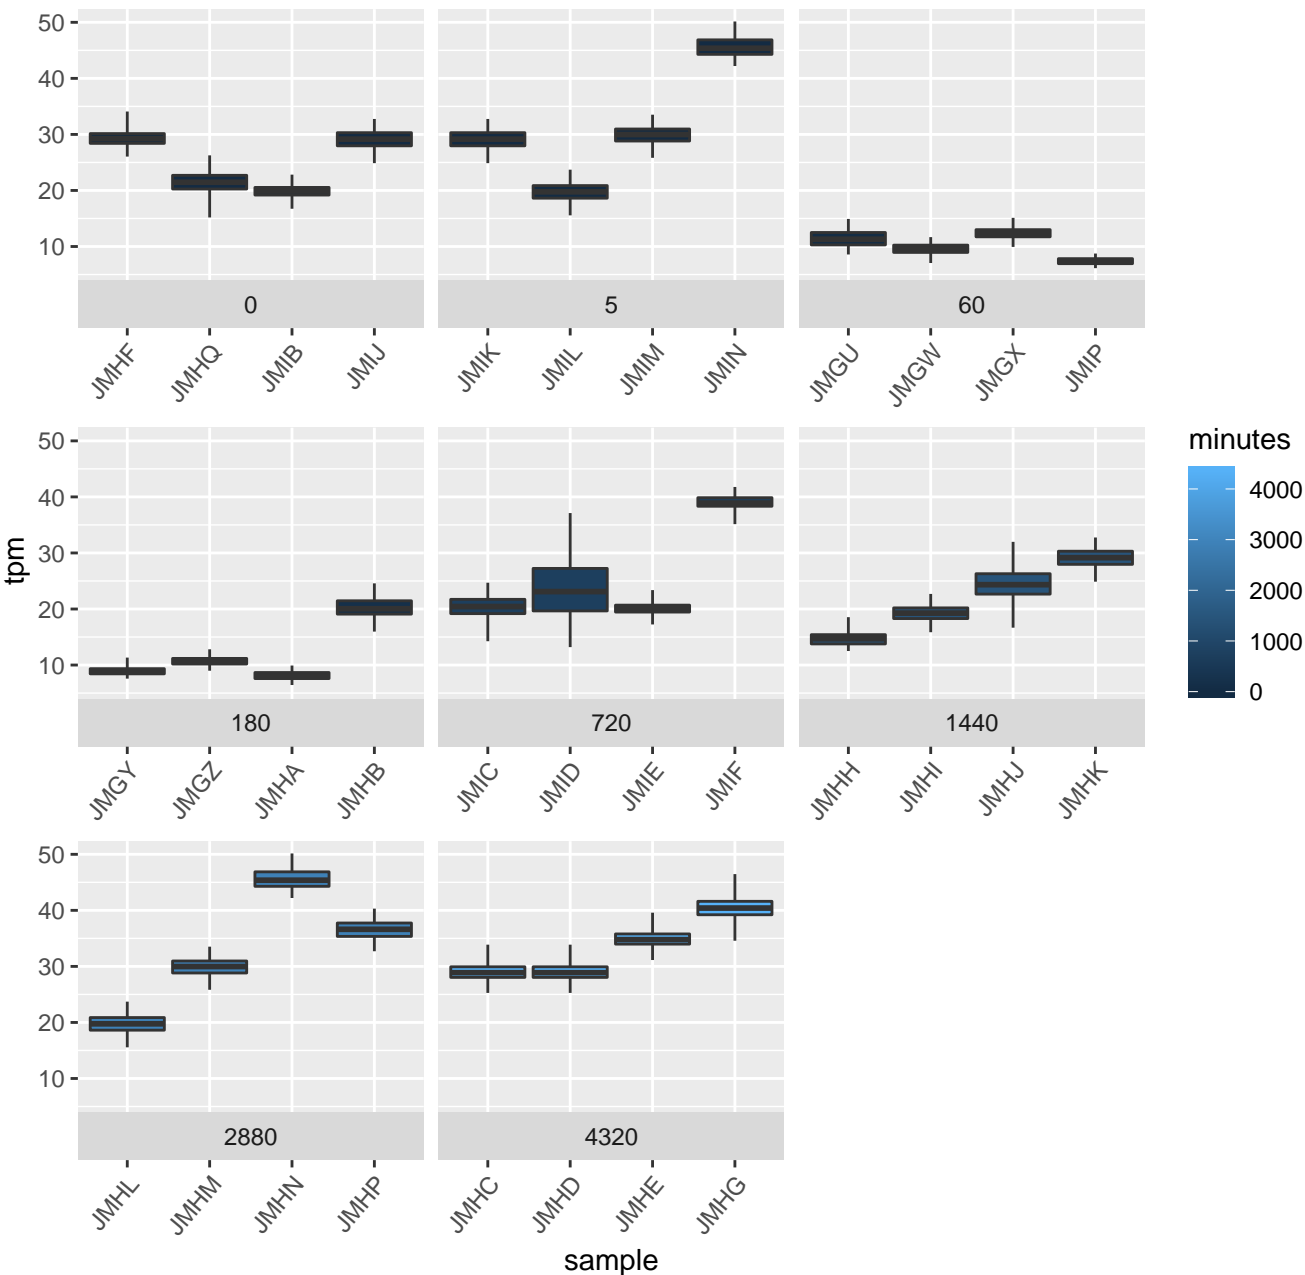 50
40
30
20
10
0
5
60
JMHF JMHQ JMIB JMIJ
JMIK JMIL JMIM JMIN
JMGU JMGW JMGX JMIP
tpm
50
40
30
20
10
180
720
1440
JMGY JMGZ JMHA JMHB
JMIC JMID JMIE JMIF
JMHH JMHI JMHJ JMHK
minutes
4000
3000
2000
1000
0
50
40
30
20
10
2880
4320
JMHL JMHM JMHN JMHP
JMHC JMHD JMHE JMHG
sample